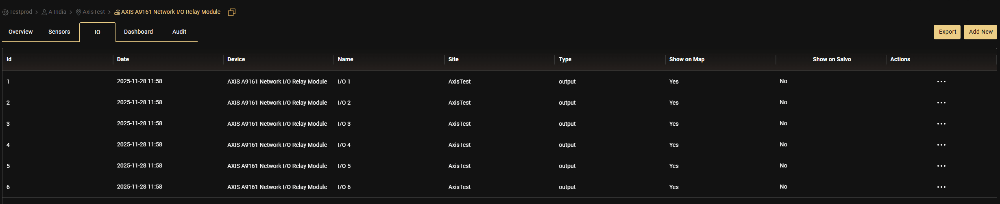 Testprod > A India > AxisTest > AXIS A9161 Network I/O Relay Module
Overview Sensors IO Dashboard Audit Export Add New
Id Date Device Name Site Type Show on Map Show on Salvo Actions
1 2025-11-28 11:58 AXIS A9161 Network I/O Relay Module I/O 1 AxisTest output Yes No
2 2025-11-28 11:58 AXIS A9161 Network I/O Relay Module I/O 2 AxisTest output Yes No
3 2025-11-28 11:58 AXIS A9161 Network I/O Relay Module I/O 3 AxisTest output Yes No
4 2025-11-28 11:58 AXIS A9161 Network I/O Relay Module I/O 4 AxisTest output Yes No
5 2025-11-28 11:58 AXIS A9161 Network I/O Relay Module I/O 5 AxisTest output Yes No
6 2025-11-28 11:58 AXIS A9161 Network I/O Relay Module I/O 6 AxisTest output Yes No